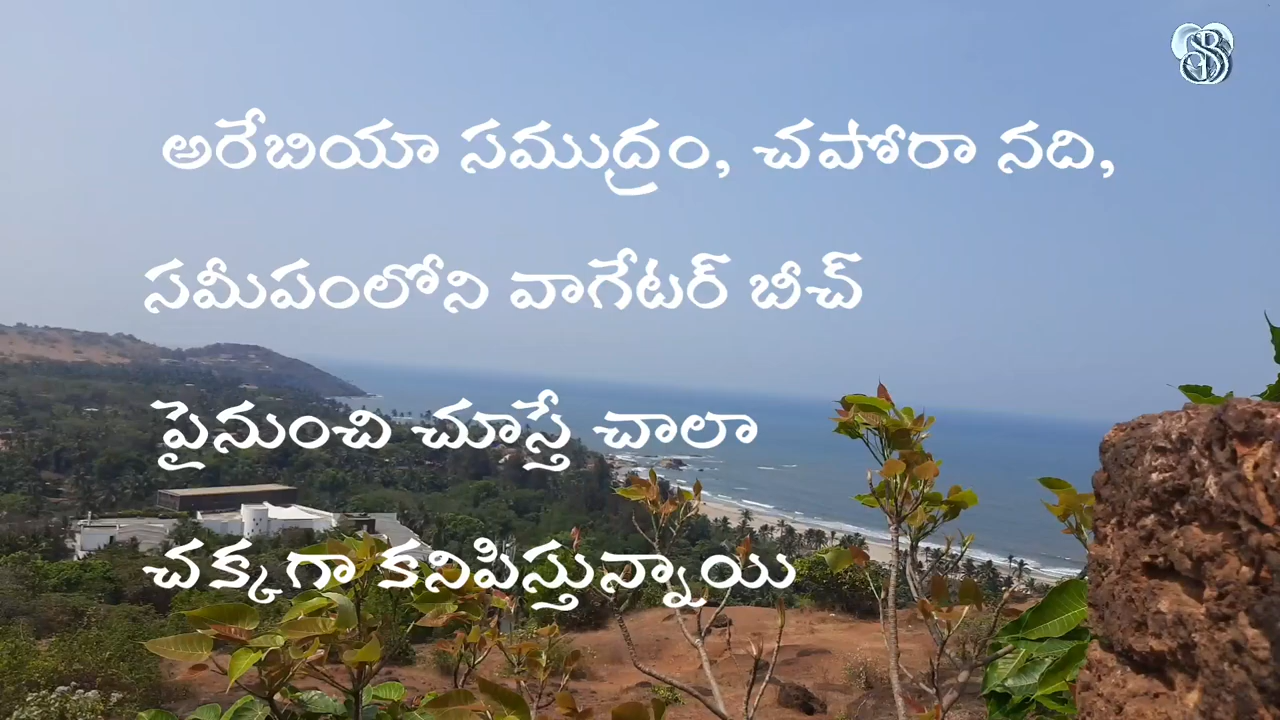 అరేబియా సముద్రం, చపోరా నది,
సమీపంలోని వాగేటర్ బీచ్
పైనుంచి చూస్తే చాలా
చక్కగా కనిపిస్తున్నాయి